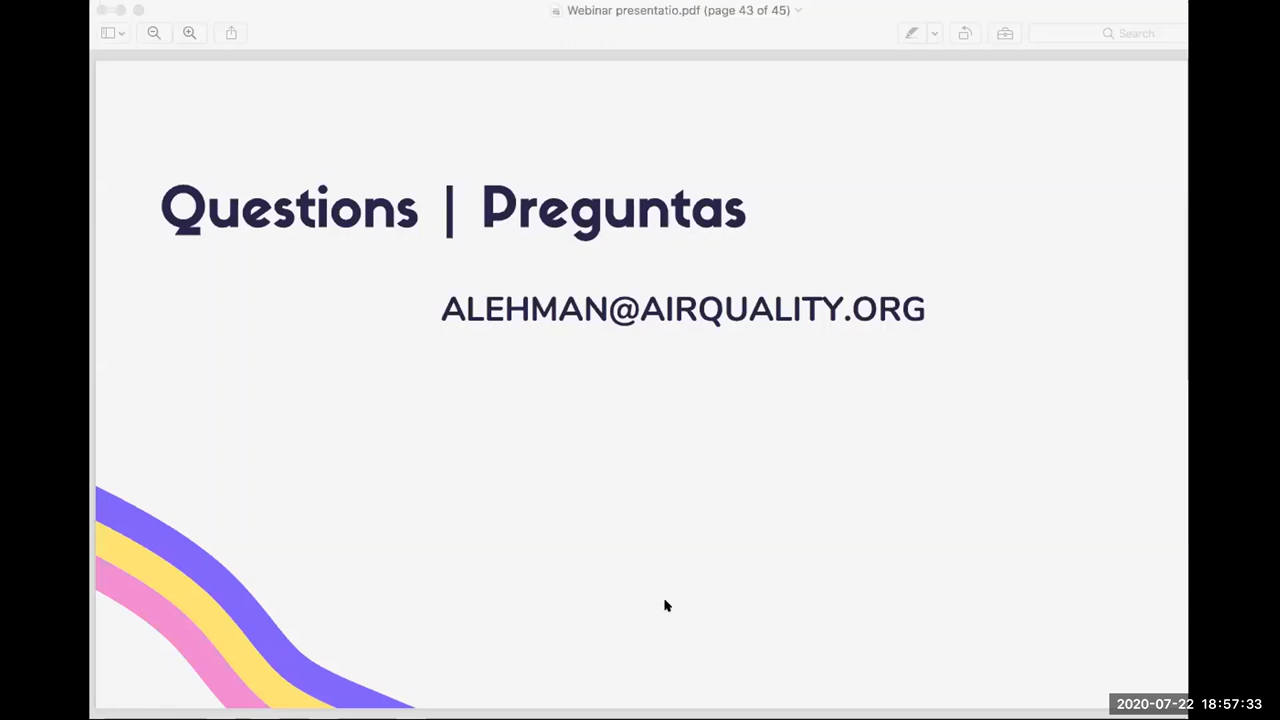 Webinar presentatio.pdf (page 43 of 45)
Search
Questions | Preguntas
ALEHMAN@AIRQUALITY.ORG
2020-07-22 18:57:33